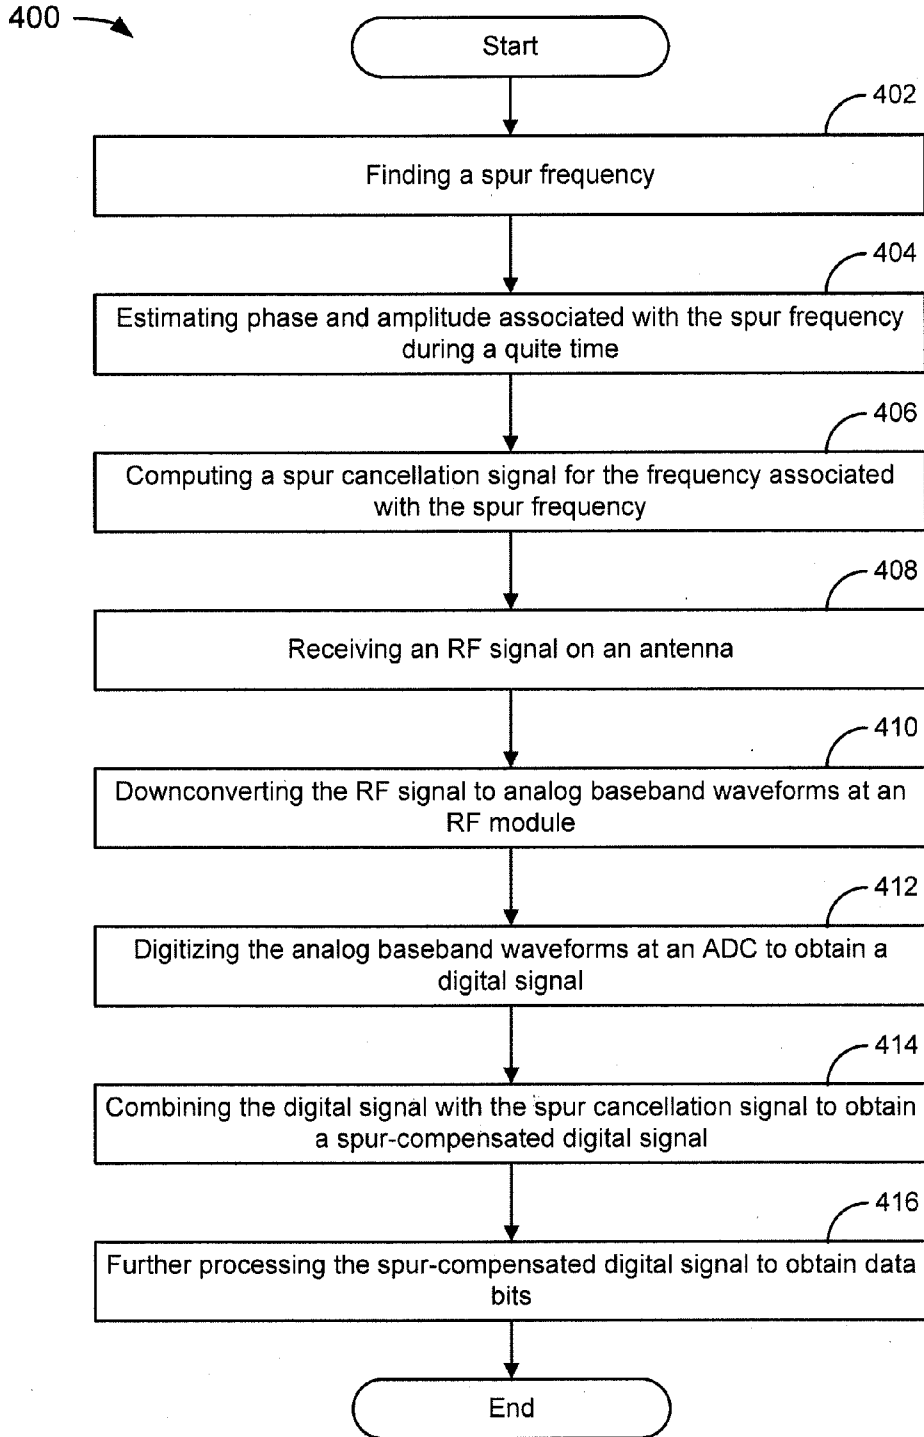 400
Start
402
Finding a spur frequency
404
Estimating phase and amplitude associated with the spur frequency
during a quite time
406
Computing a spur cancellation signal for the frequency associated
with the spur frequency
408
Receiving an RF signal on an antenna
410
Downconverting the RF signal to analog baseband waveforms at an
RF module
412
Digitizing the analog baseband waveforms at an ADC to obtain a
digital signal
414
Combining the digital signal with the spur cancellation signal to obtain
a spur-compensated digital signal
416
Further processing the spur-compensated digital signal to obtain data
bits
End